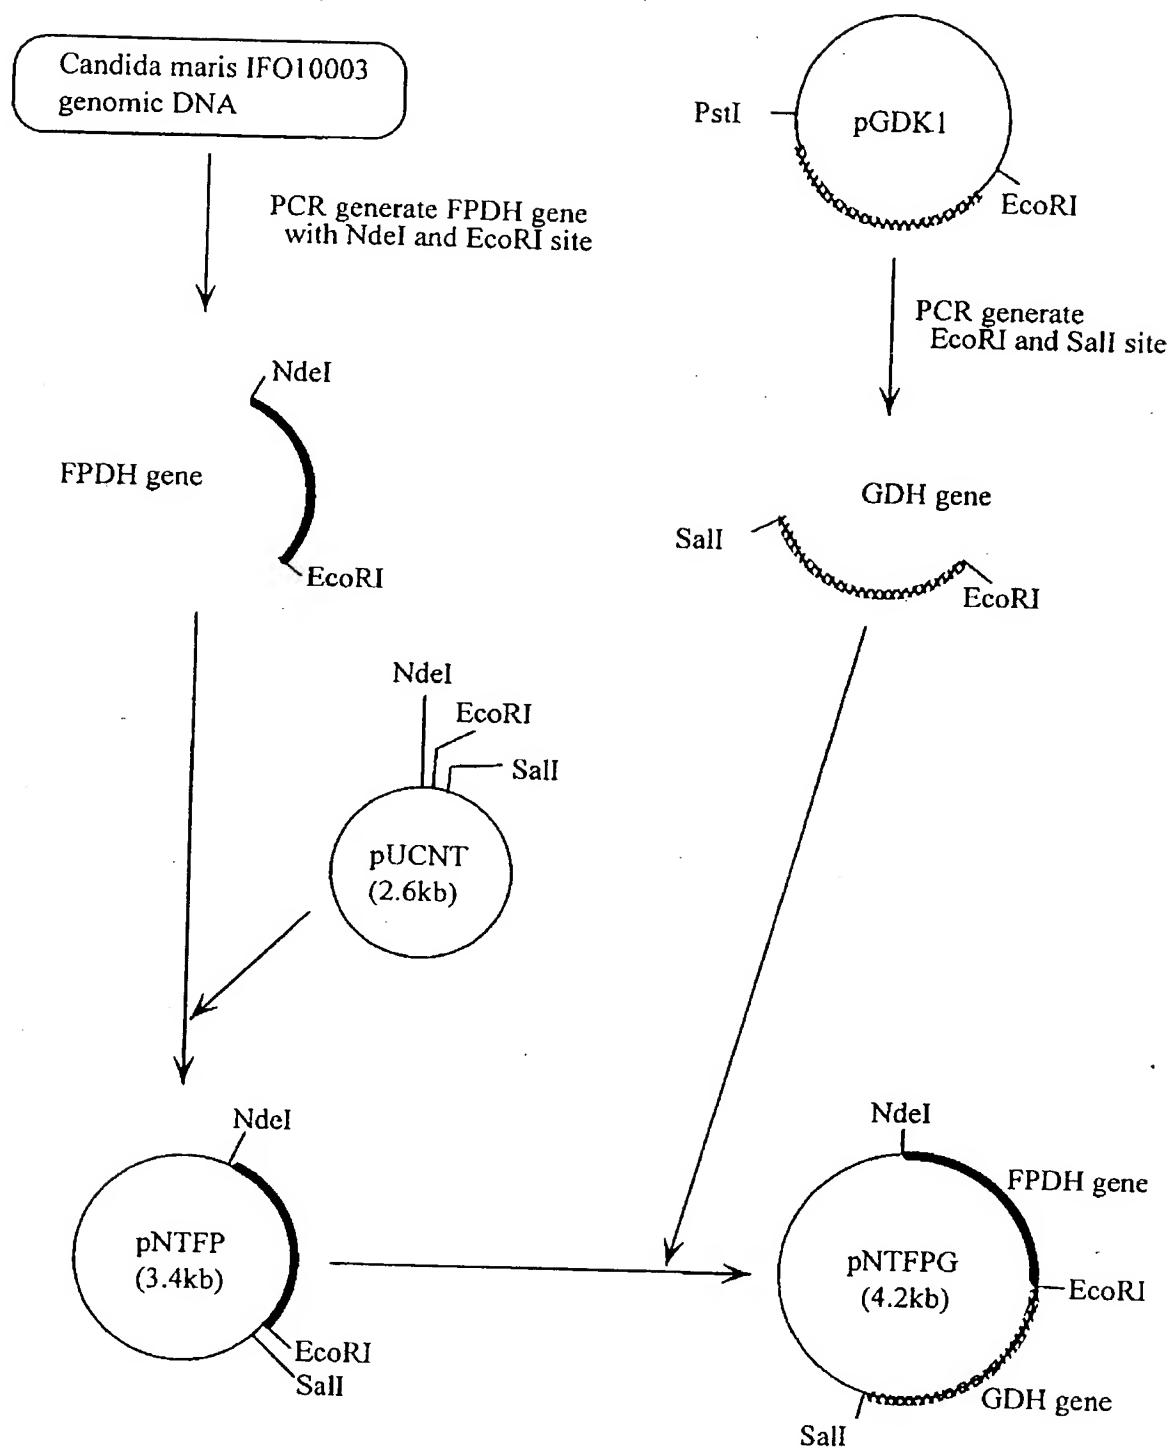 Candida maris IFO10003
genomic DNA
PstI
pGDK1
EcoRI
PCR generate FPDH gene
with NdeI and EcoRI site
PCR generate
EcoRI and SalI site
NdeI
FPDH gene
EcoRI
GDH gene
SalI
EcoRI
NdeI
EcoRI
SalI
pUCNT
(2.6kb)
NdeI
pNTFP
(3.4kb)
EcoRI
SalI
NdeI
FPDH gene
pNTFPG
(4.2kb)
EcoRI
GDH gene
SalI